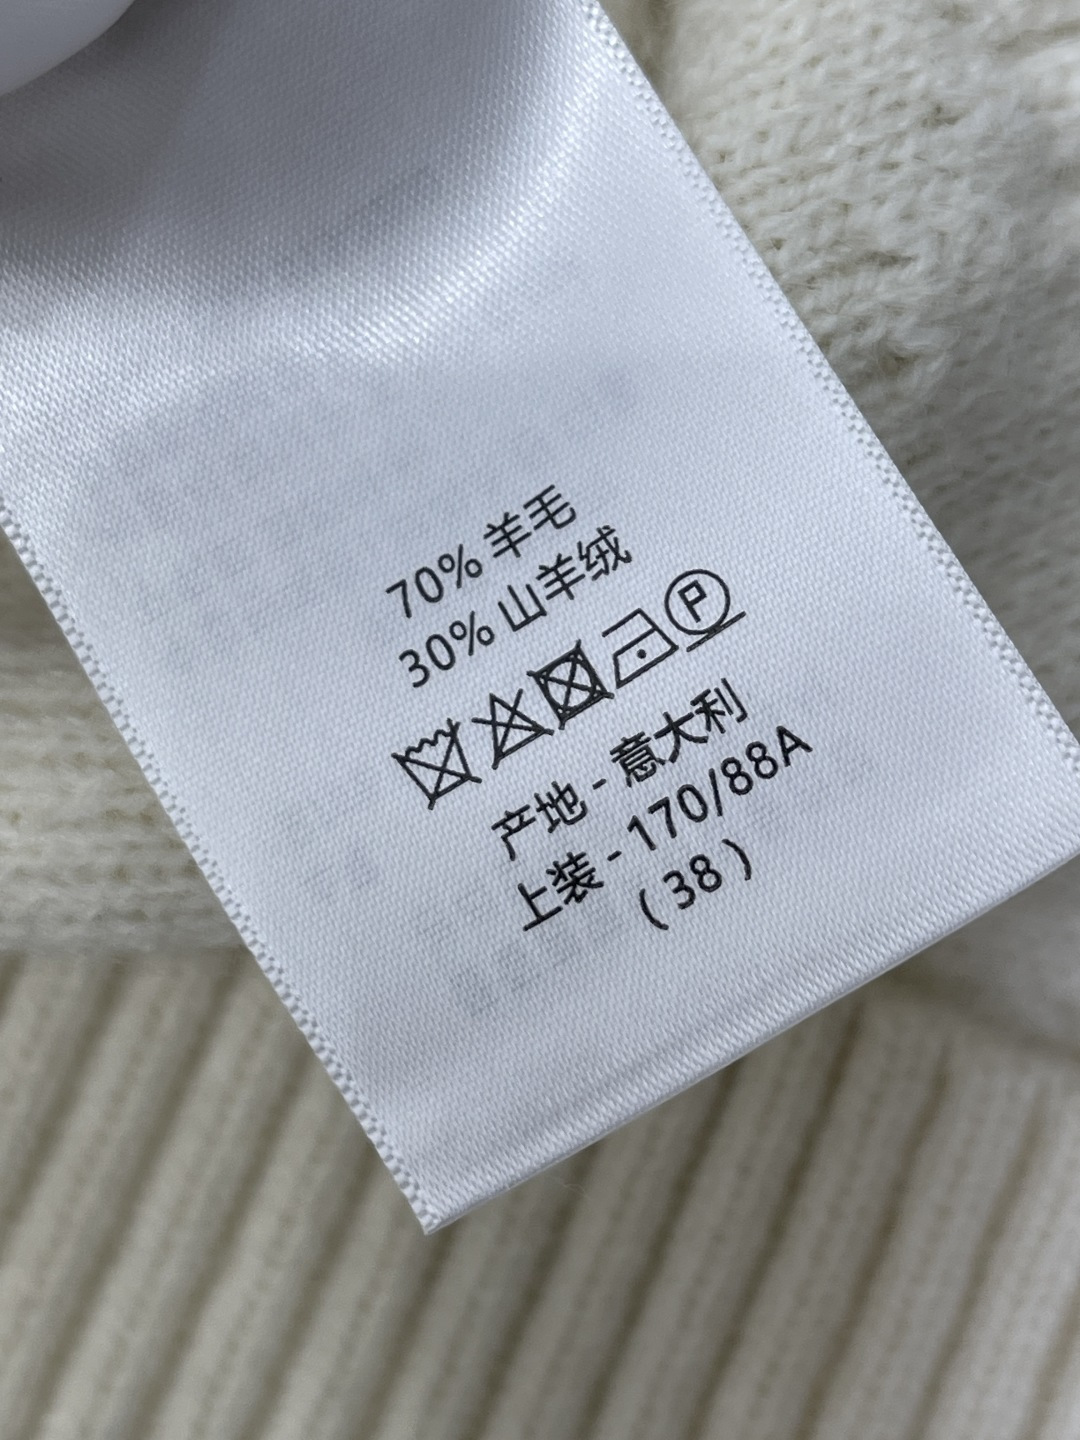 70% 羊毛
30% 山羊绒
P
产地 - 意大利
上装 - 170/88A
( 38 )